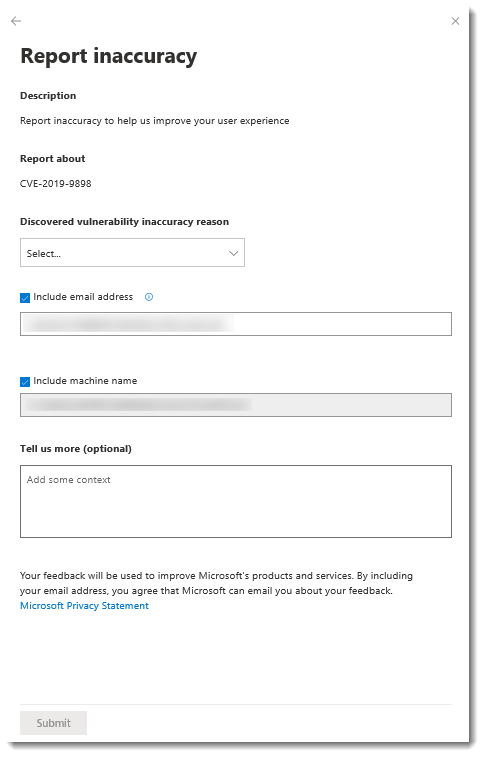 Report inaccuracy
Description
Report inaccuracy to help us improve your user experience
Report about
CVE-2019-9898
Discovered vulnerability inaccuracy reason
Select...
Include email address
Include machine name
Tell us more (optional)
Add some context
Your feedback will be used to improve Microsoft's products and services. By including
your email address, you agree that Microsoft can email you about your feedback.
Microsoft Privacy Statement
Submit